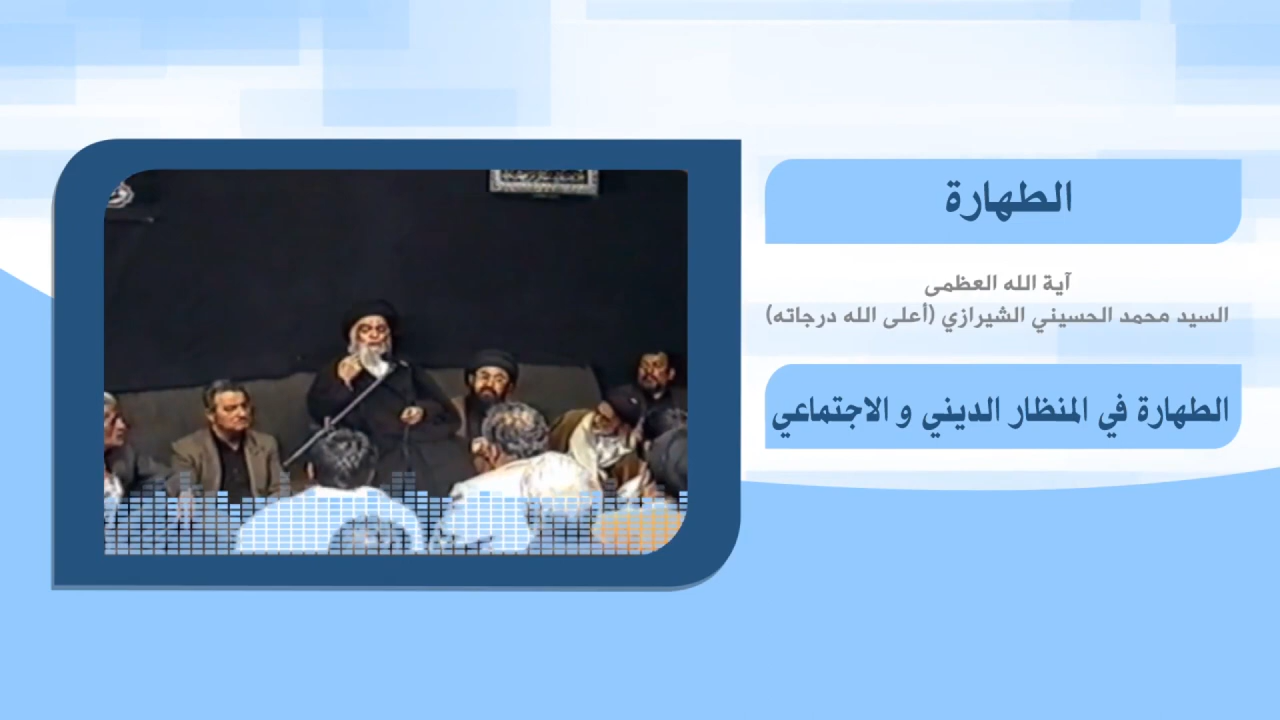 الطهارة
آية الله العظمى
السيد محمد الحسيني الشيرازي (أعلى الله درجاته)
الطهارة في المنظار الديني و الاجتماعي